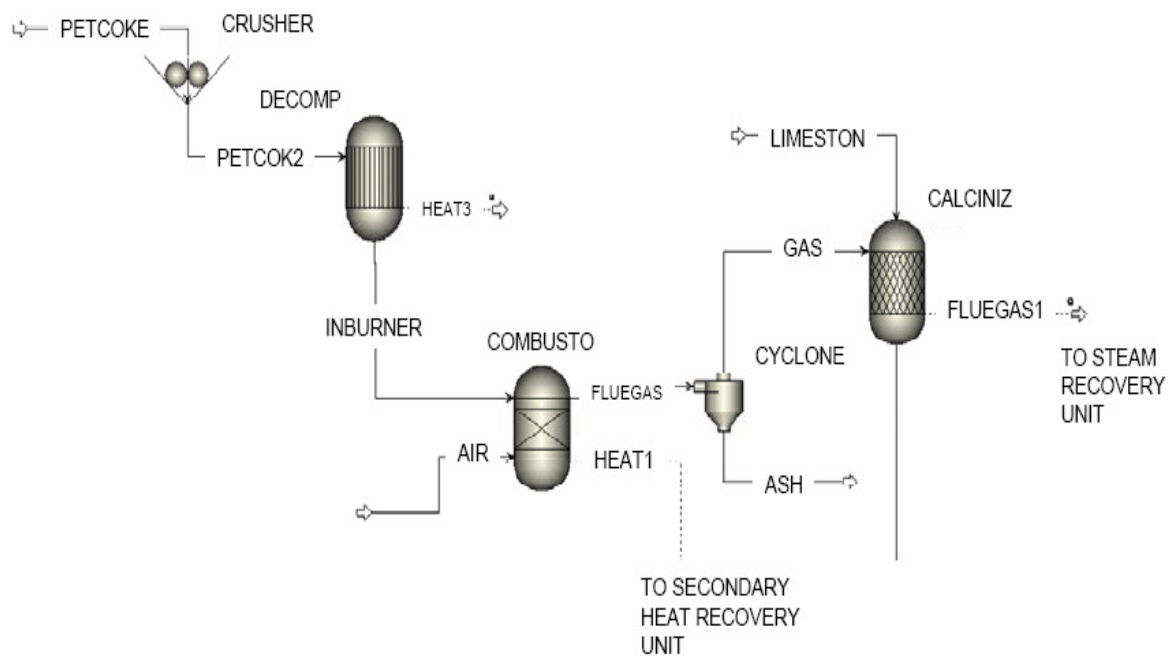 PETCOKE
CRUSHER
DECOMP
PETCOK2
HEAT3
LIMESTON
CALCINIZ
GAS
FLUEGAS1
INBURNER
COMBUSTO
CYCLONE
FLUEGAS
TO STEAM
RECOVERY
UNIT
AIR
HEAT1
ASH
TO SECONDARY
HEAT RECOVERY
UNIT